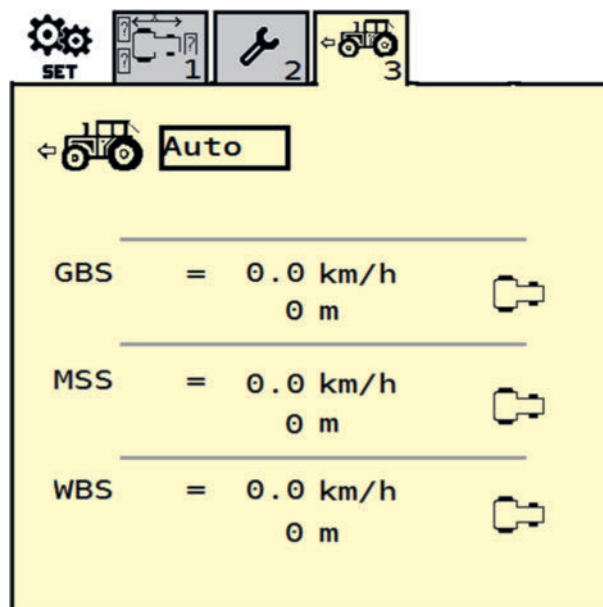 SET
?
?
?
1
2
3
Auto
GBS = 0.0 km/h
0 m
MSS = 0.0 km/h
0 m
WBS = 0.0 km/h
0 m